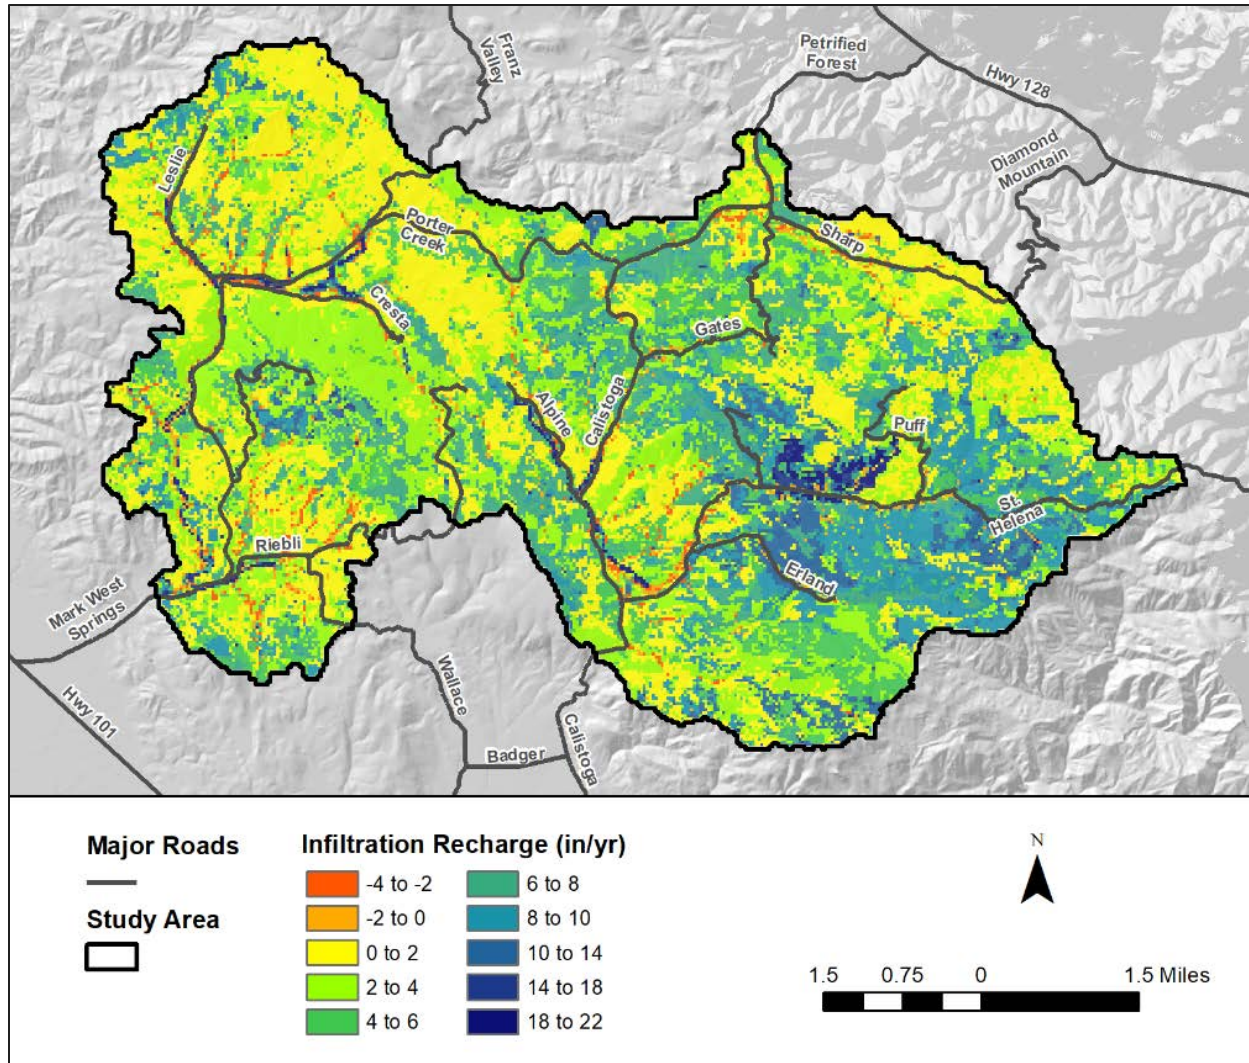 Franz
Valley
Petrified
Forest
Hwy 128
Diamond
Mountain
Leslie
Porter
Creek
Sharp
Cresta
Gates
Alpine
Calistoga
Puff
St.
Helena
Riebli
Erland
Mark West
Springs
Hwy 101
Wallace
Badger
Calistoga
Major Roads
Study Area
Infiltration Recharge (in/yr)
-4 to -2
-2 to 0
0 to 2
2 to 4
4 to 6
6 to 8
8 to 10
10 to 14
14 to 18
18 to 22
N
1.5 0.75 0 1.5 Miles